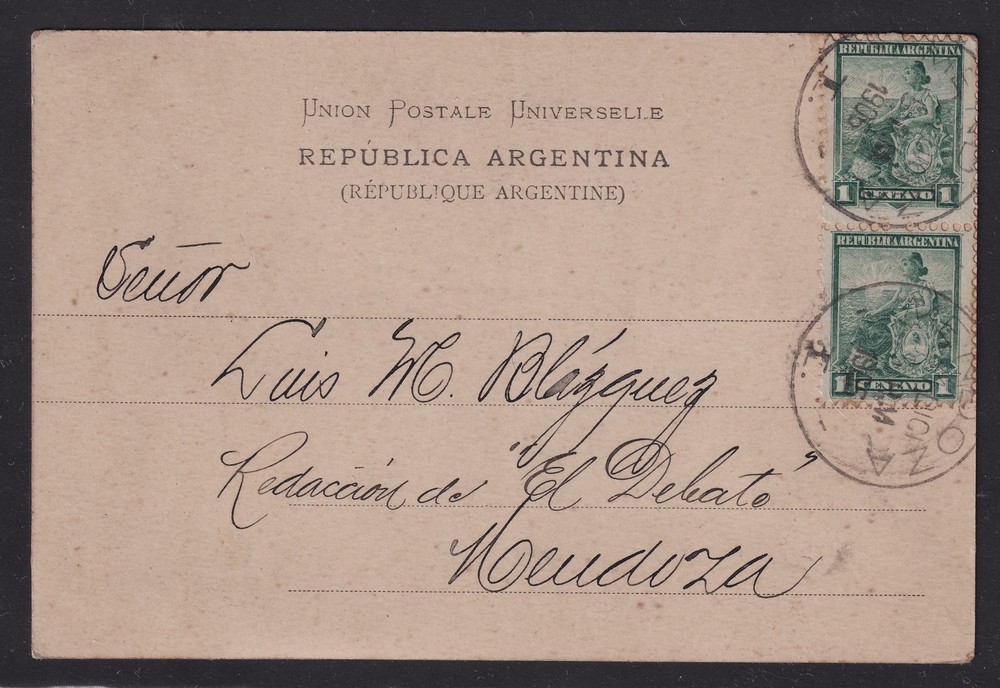 UNION POSTALE UNIVERSELLE
REPÚBLICA ARGENTINA
(RÉPUBLIQUE ARGENTINE)
Señor
Luis M. Blázquez
Redacción de "El Debate"
Mendoza
REPUBLICA ARGENTINA
1 CENTAVO 1
1908
REPUBLICA ARGENTINA
1 CENTAVO 1